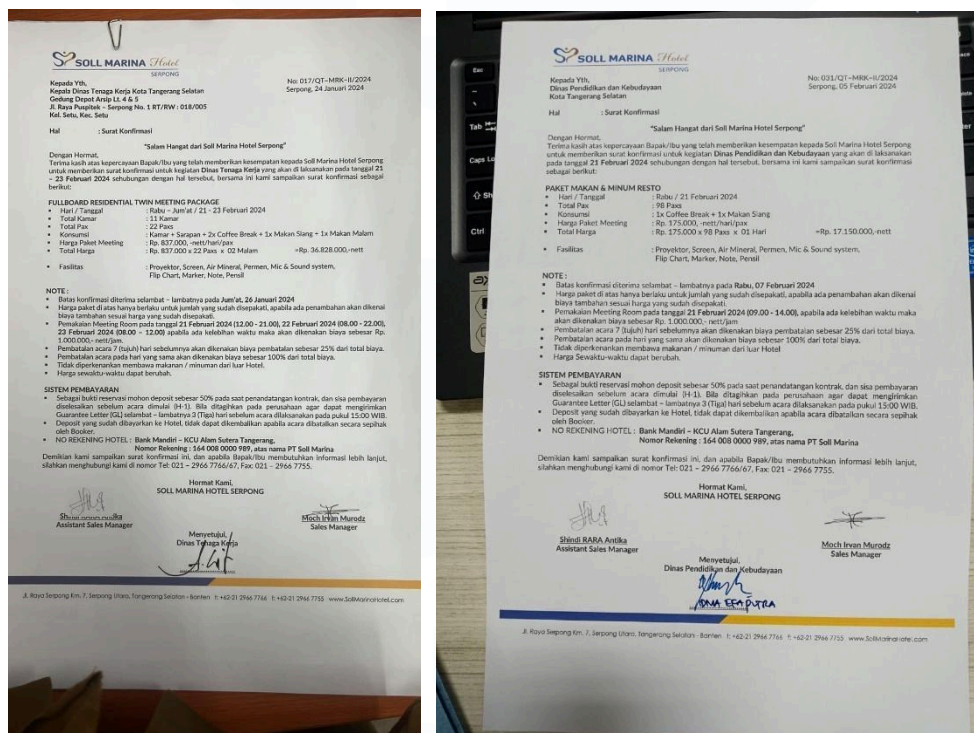 SOLL MARINA Hotel
SERPONG
Kepada Yth,
Kepala Dinas Tenaga Kerja Kota Tangerang Selatan
Gedung Depot Arsip Lt. 4 & 5
Jl. Raya Puspitek – Serpong No. 1 RT/RW : 018/005
Kel. Setu, Kec. Setu
No: 017/QT-MRK-II/2024
Serpong, 24 Januari 2024
Hal : Surat Konfirmasi
"Salam Hangat dari Soll Marina Hotel Serpong"
Dengan Hormat,
Terima kasih atas kepercayaan Bapak/Ibu yang telah memberikan kesempatan kepada Soll Marina Hotel Serpong
untuk memberikan surat konfirmasi untuk kegiatan Dinas Tenaga Kerja yang akan di laksanakan pada tanggal 21
– 23 Februari 2024 sehubungan dengan hal tersebut, bersama ini kami sampaikan surat konfirmasi sebagai
berikut:
FULLBOARD RESIDENTIAL TWIN MEETING PACKAGE
• Hari / Tanggal : Rabu – Jum'at / 21 - 23 Februari 2024
• Total Kamar : 11 Kamar
• Total Pax : 22 Paxs
• Konsumsi : Kamar + Sarapan + 2x Coffee Break + 1x Makan Siang + 1x Makan Malam
• Harga Paket Meeting : Rp. 837.000, -nett/hari/pax
• Total Harga : Rp. 837.000 x 22 Paxs x 02 Malam =Rp. 36.828.000,-nett
• Fasilitas : Proyektor, Screen, Air Mineral, Permen, Mic & Sound system,
Flip Chart, Marker, Note, Pensil
NOTE :
• Batas konfirmasi diterima selambat – lambatnya pada Jum'at, 26 Januari 2024
• Harga paket di atas hanya berlaku untuk jumlah yang sudah disepakati, apabila ada penambahan akan dikenai
biaya tambahan sesuai harga yang sudah disepakati.
• Pemakaian Meeting Room pada tanggal 21 Februari 2024 (12.00 - 21.00), 22 Februari 2024 (08.00 - 22.00),
23 Februari 2024 (08.00 - 12.00) apabila ada kelebihan waktu maka akan dikenakan biaya sebesar Rp.
1.000.000,- nett/jam.
• Pembatalan acara 7 (tujuh) hari sebelumnya akan dikenakan biaya pembatalan sebesar 25% dari total biaya.
• Pembatalan acara pada hari yang sama akan dikenakan biaya sebesar 100% dari total biaya.
• Tidak diperkenankan membawa makanan / minuman dari luar Hotel.
• Harga sewaktu-waktu dapat berubah.
SISTEM PEMBAYARAN
• Sebagai bukti reservasi mohon deposit sebesar 50% pada saat penandatangan kontrak, dan sisa pembayaran
diselesaikan sebelum acara dimulai (H-1). Bila ditagihkan pada perusahaan agar dapat mengirimkan
Guarantee Letter (GL) selambat – lambatnya 3 (Tiga) hari sebelum acara dilaksanakan pada pukul 15:00 WIB.
• Deposit yang sudah dibayarkan ke Hotel, tidak dapat dikembalikan apabila acara dibatalkan secara sepihak
oleh Booker.
• NO REKENING HOTEL : Bank Mandiri – KCU Alam Sutera Tangerang,
Nomor Rekening : 164 008 0000 989, atas nama PT Soll Marina
Demikian kami sampaikan surat konfirmasi ini, dan apabila Bapak/Ibu membutuhkan informasi lebih lanjut,
silahkan menghubungi kami di nomor Tel: 021 – 2966 7766/67, Fax: 021 – 2966 7755.
Hormat Kami,
SOLL MARINA HOTEL SERPONG
Assistant Sales Manager
Moch Irvan Murodz
Sales Manager
Menyetujui,
Dinas Tenaga Kerja
Jl. Raya Serpong Km. 7, Serpong Utara, Tangerang Selatan - Banten t: +62-21 2966 7766 f: +62-21 2966 7755 www.SollMarinaHotel.com
SOLL MARINA Hotel
SERPONG
Kepada Yth,
Dinas Pendidikan dan Kebudayaan
Kota Tangerang Selatan
No: 031/QT-MRK-II/2024
Serpong, 05 Februari 2024
Hal : Surat Konfirmasi
"Salam Hangat dari Soll Marina Hotel Serpong"
Dengan Hormat,
Terima kasih atas kepercayaan Bapak/Ibu yang telah memberikan kesempatan kepada Soll Marina Hotel Serpong
untuk memberikan surat konfirmasi untuk kegiatan Dinas Pendidikan dan Kebudayaan yang akan di laksanakan
pada tanggal 21 Februari 2024 sehubungan dengan hal tersebut, bersama ini kami sampaikan surat konfirmasi
sebagai berikut:
PAKET MAKAN & MINUM RESTO
• Hari / Tanggal : Rabu / 21 Februari 2024
• Total Pax : 98 Paxs
• Konsumsi : 1x Coffee Break + 1x Makan Siang
• Harga Paket Meeting : Rp. 175.000, -nett/hari/pax
• Total Harga : Rp. 175.000 x 98 Paxs x 01 Hari =Rp. 17.150.000,-nett
• Fasilitas : Proyektor, Screen, Air Mineral, Permen, Mic & Sound system,
Flip Chart, Marker, Note, Pensil
NOTE :
• Batas konfirmasi diterima selambat – lambatnya pada Rabu, 07 Februari 2024
• Harga paket di atas hanya berlaku untuk jumlah yang sudah disepakati, apabila ada penambahan akan dikenai
biaya tambahan sesuai harga yang sudah disepakati.
• Pemakaian Meeting Room pada tanggal 21 Februari 2024 (09.00 - 14.00), apabila ada kelebihan waktu maka
akan dikenakan biaya sebesar Rp. 1.000.000,- nett/jam
• Pembatalan acara 7 (tujuh) hari sebelumnya akan dikenakan biaya pembatalan sebesar 25% dari total biaya.
• Pembatalan acara pada hari yang sama akan dikenakan biaya sebesar 100% dari total biaya.
• Tidak diperkenankan membawa makanan / minuman dari luar Hotel
• Harga Sewaktu-waktu dapat berubah.
SISTEM PEMBAYARAN
• Sebagai bukti reservasi mohon deposit sebesar 50% pada saat penandatangan kontrak, dan sisa pembayaran
diselesaikan sebelum acara dimulai (H-1). Bila ditagihkan pada perusahaan agar dapat mengirimkan
Guarantee Letter (GL) selambat – lambatnya 3 (Tiga) hari sebelum acara dilaksanakan pada pukul 15:00 WIB.
• Deposit yang sudah dibayarkan ke Hotel, tidak dapat dikembalikan apabila acara dibatalkan secara sepihak
oleh Booker.
• NO REKENING HOTEL : Bank Mandiri – KCU Alam Sutera Tangerang,
Nomor Rekening : 164 008 0000 989, atas nama PT Soll Marina
Demikian kami sampaikan surat konfirmasi ini, dan apabila Bapak/Ibu membutuhkan informasi lebih lanjut,
silahkan menghubungi kami di nomor Tel: 021 – 2966 7766/67, Fax: 021 – 2966 7755.
Hormat Kami,
SOLL MARINA HOTEL SERPONG
Shindi RARA Antika
Assistant Sales Manager
Moch Irvan Murodz
Sales Manager
Menyetujui,
Dinas Pendidikan dan Kebudayaan
Jl. Raya Serpong Km. 7, Serpong Utara, Tangerang Selatan - Banten t: +62-21 2966 7766 f: +62-21 2966 7755 www.SollMarinaHotel.com
Esc
Tab
Caps Lo
Sh
Ctrl